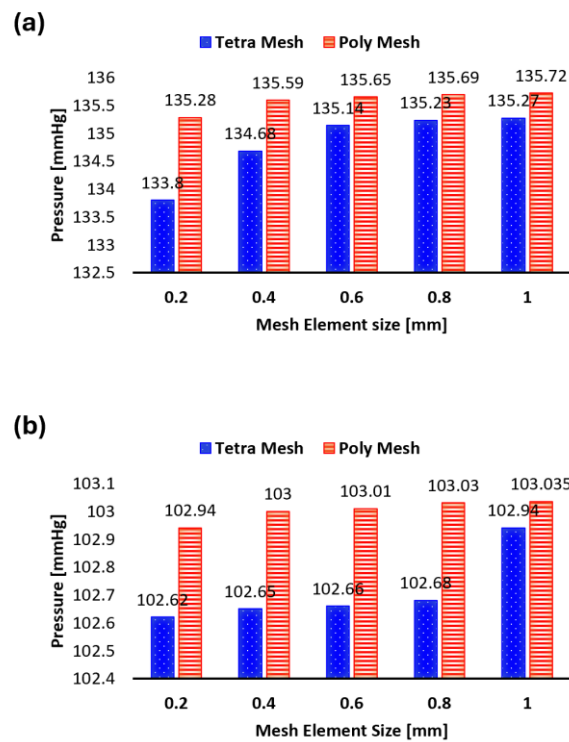 (a)
Tetra Mesh Poly Mesh
136
135.5
135
134.5
134
133.5
133
132.5
Pressure [mmHg]
133.8 135.28 134.68 135.59 135.14 135.65 135.23 135.69 135.27 135.72
0.2 0.4 0.6 0.8 1
Mesh Element size [mm]
(b)
Tetra Mesh Poly Mesh
103.1
103
102.9
102.8
102.7
102.6
102.5
102.4
Pressure [mmHg]
102.62 102.94 102.65 103 102.66 103.01 102.68 103.03 102.94 103.035
0.2 0.4 0.6 0.8 1
Mesh Element Size [mm]